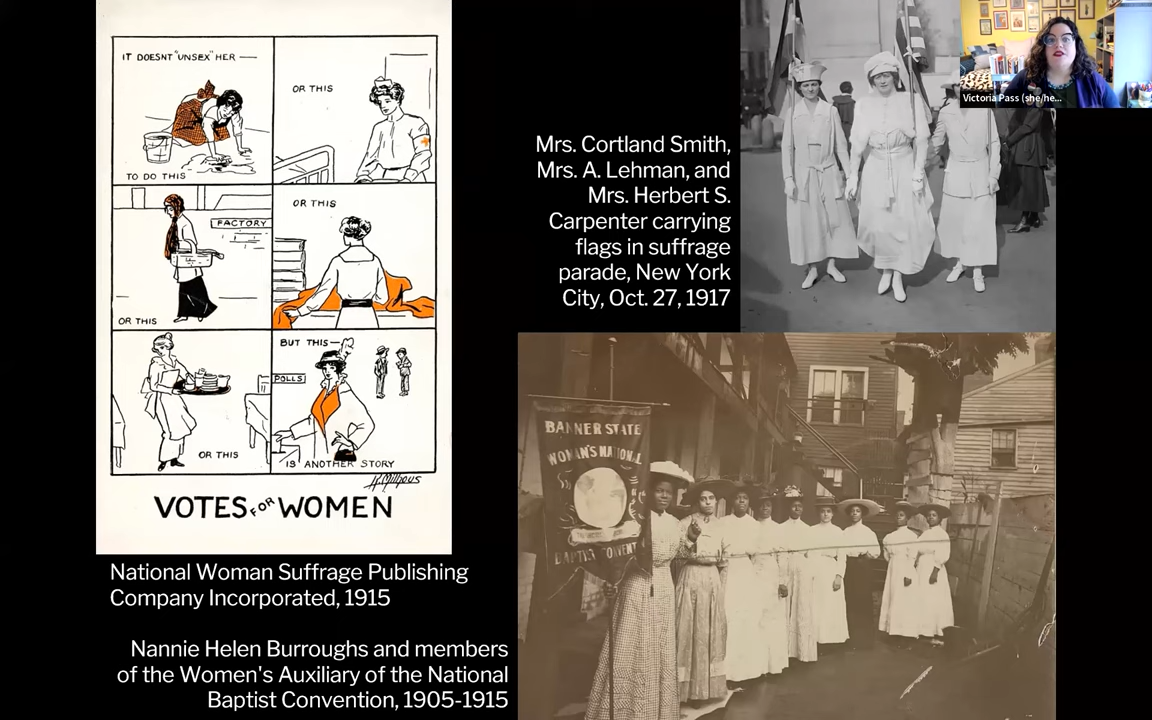 IT DOESNT "UNSEX" HER —
TO DO THIS
OR THIS
FACTORY
OR THIS
OR THIS
OR THIS
BUT THIS —
POLLS
IS ANOTHER STORY
VOTES FOR WOMEN
National Woman Suffrage Publishing
Company Incorporated, 1915
Mrs. Cortland Smith,
Mrs. A. Lehman, and
Mrs. Herbert S.
Carpenter carrying
flags in suffrage
parade, New York
City, Oct. 27, 1917
Victoria Pass (she/he...
BANNER STATE
WOMAN'S NATIONAL
BAPTIST CONVENT
Nannie Helen Burroughs and members
of the Women's Auxiliary of the National
Baptist Convention, 1905-1915